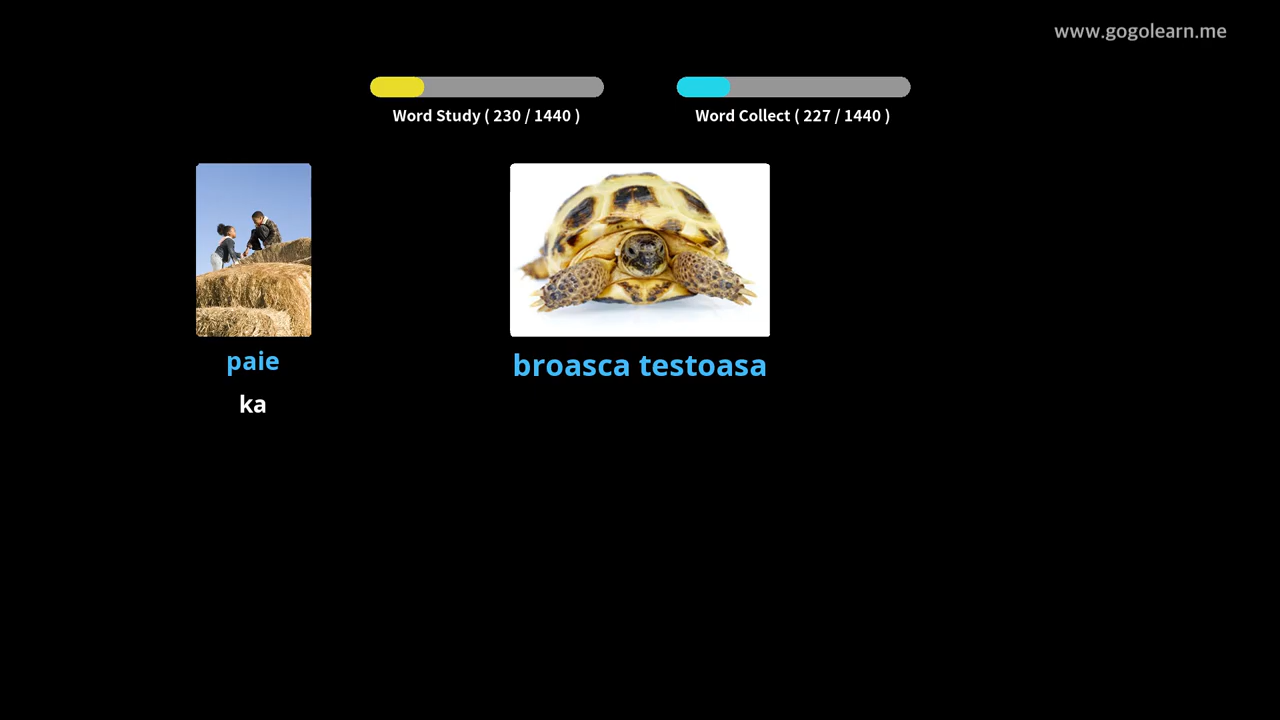 www.gogolearn.me
Word Study ( 230 / 1440 )
Word Collect ( 227 / 1440 )
paie
broasca testoasa
ka